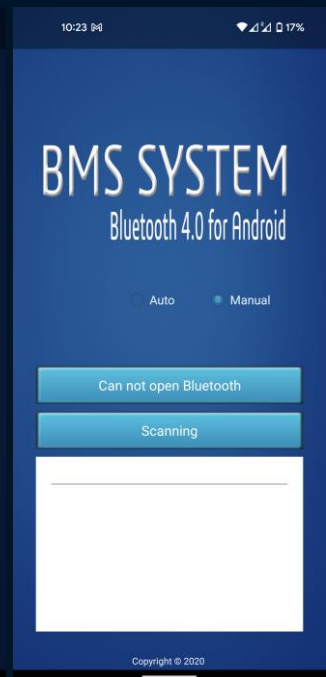 10:23
17%
BMS SYSTEM
Bluetooth 4.0 for Android
Auto Manual
Can not open Bluetooth
Scanning
Copyright © 2020